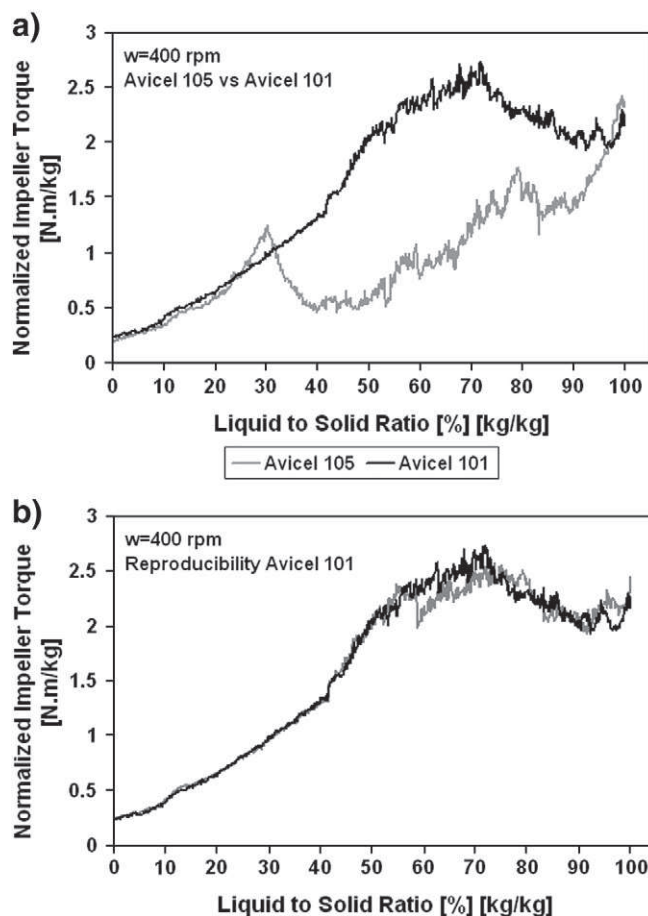 a)
3
w=400 rpm
Avicel 105 vs Avicel 101
2.5
2
1.5
1
0.5
0
Normalized Impeller Torque
[N.m/kg]
0 10 20 30 40 50 60 70 80 90 100
Liquid to Solid Ratio [%] [kg/kg]
Avicel 105 Avicel 101
b)
3
w=400 rpm
Reproducibility Avicel 101
2.5
2
1.5
1
0.5
0
Normalized Impeller Torque
[N.m/kg]
0 10 20 30 40 50 60 70 80 90 100
Liquid to Solid Ratio [%] [kg/kg]